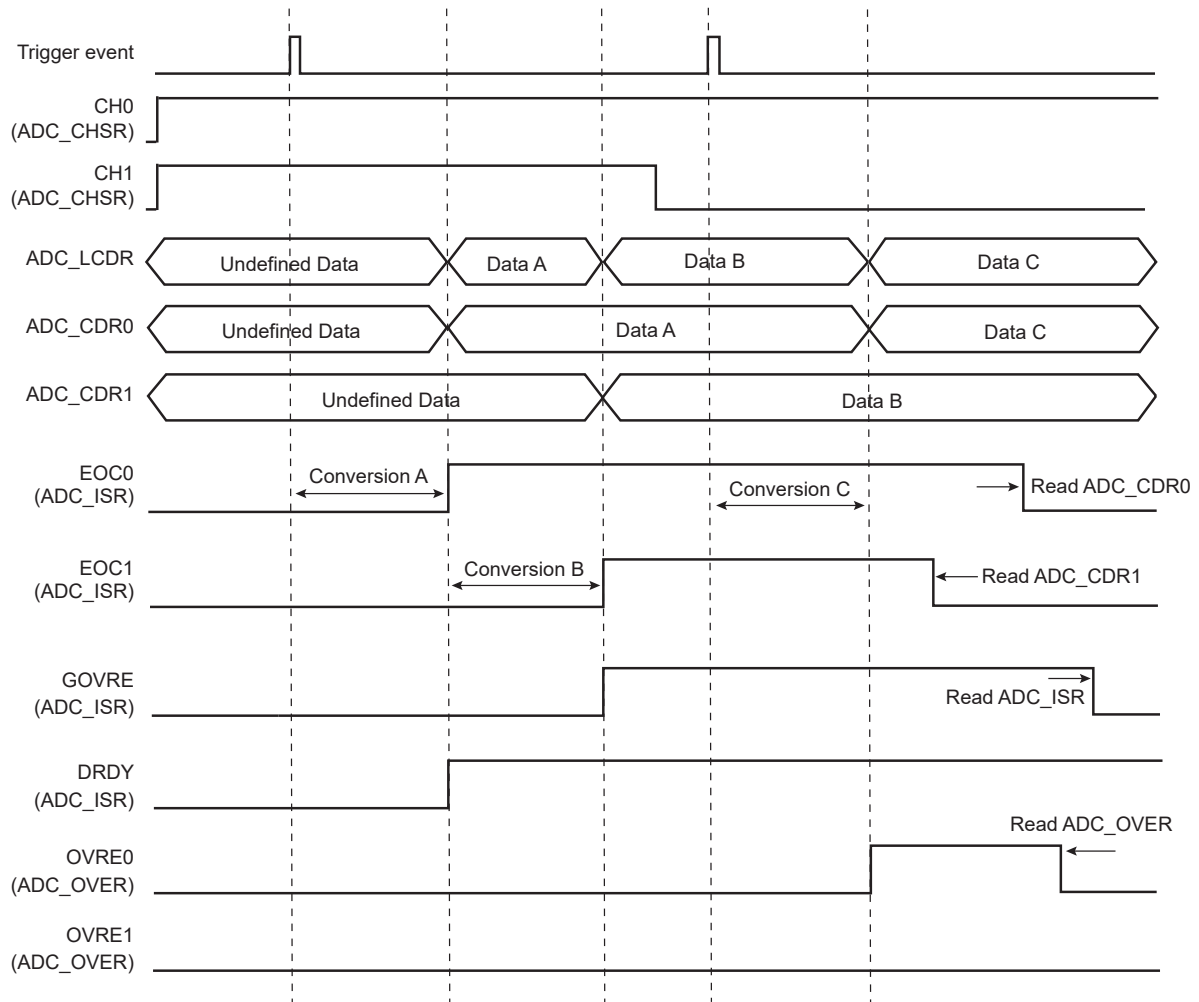 Trigger event
CH0
(ADC_CHSR)
CH1
(ADC_CHSR)
ADC_LCDR
Undefined Data
Data A
Data B
Data C
ADC_CDR0
Undefined Data
Data A
Data C
ADC_CDR1
Undefined Data
Data B
EOC0
(ADC_ISR)
Conversion A
Conversion C
Read ADC_CDR0
EOC1
(ADC_ISR)
Conversion B
Read ADC_CDR1
GOVRE
(ADC_ISR)
Read ADC_ISR
DRDY
(ADC_ISR)
Read ADC_OVER
OVRE0
(ADC_OVER)
OVRE1
(ADC_OVER)